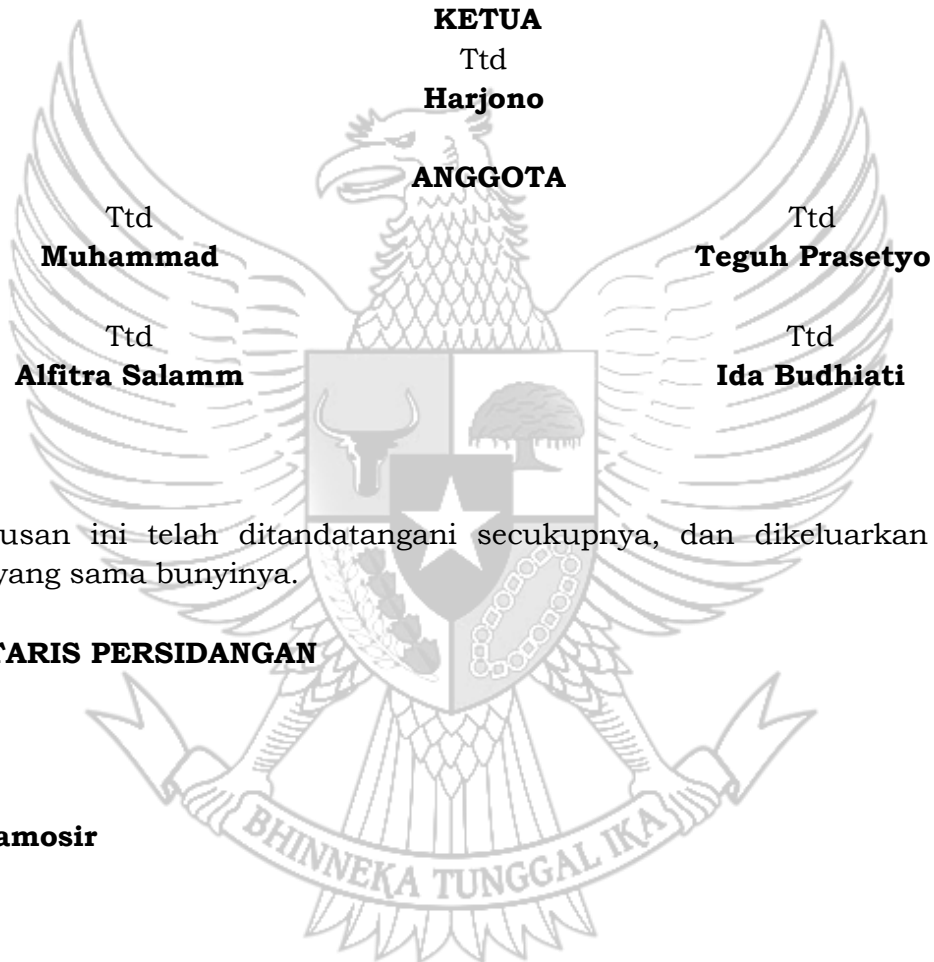 KETUA
Ttd
Harjono
ANGGOTA
Ttd Ttd
Muhammad Teguh Prasetyo
Ttd Ttd
Alfitra Salamm Ida Budhiati
usan ini telah ditandatangani secukupnya, dan dikeluarkan
yang sama bunyinya.
TARIS PERSIDANGAN
amosir
BHINNEKA TUNGGAL IKA